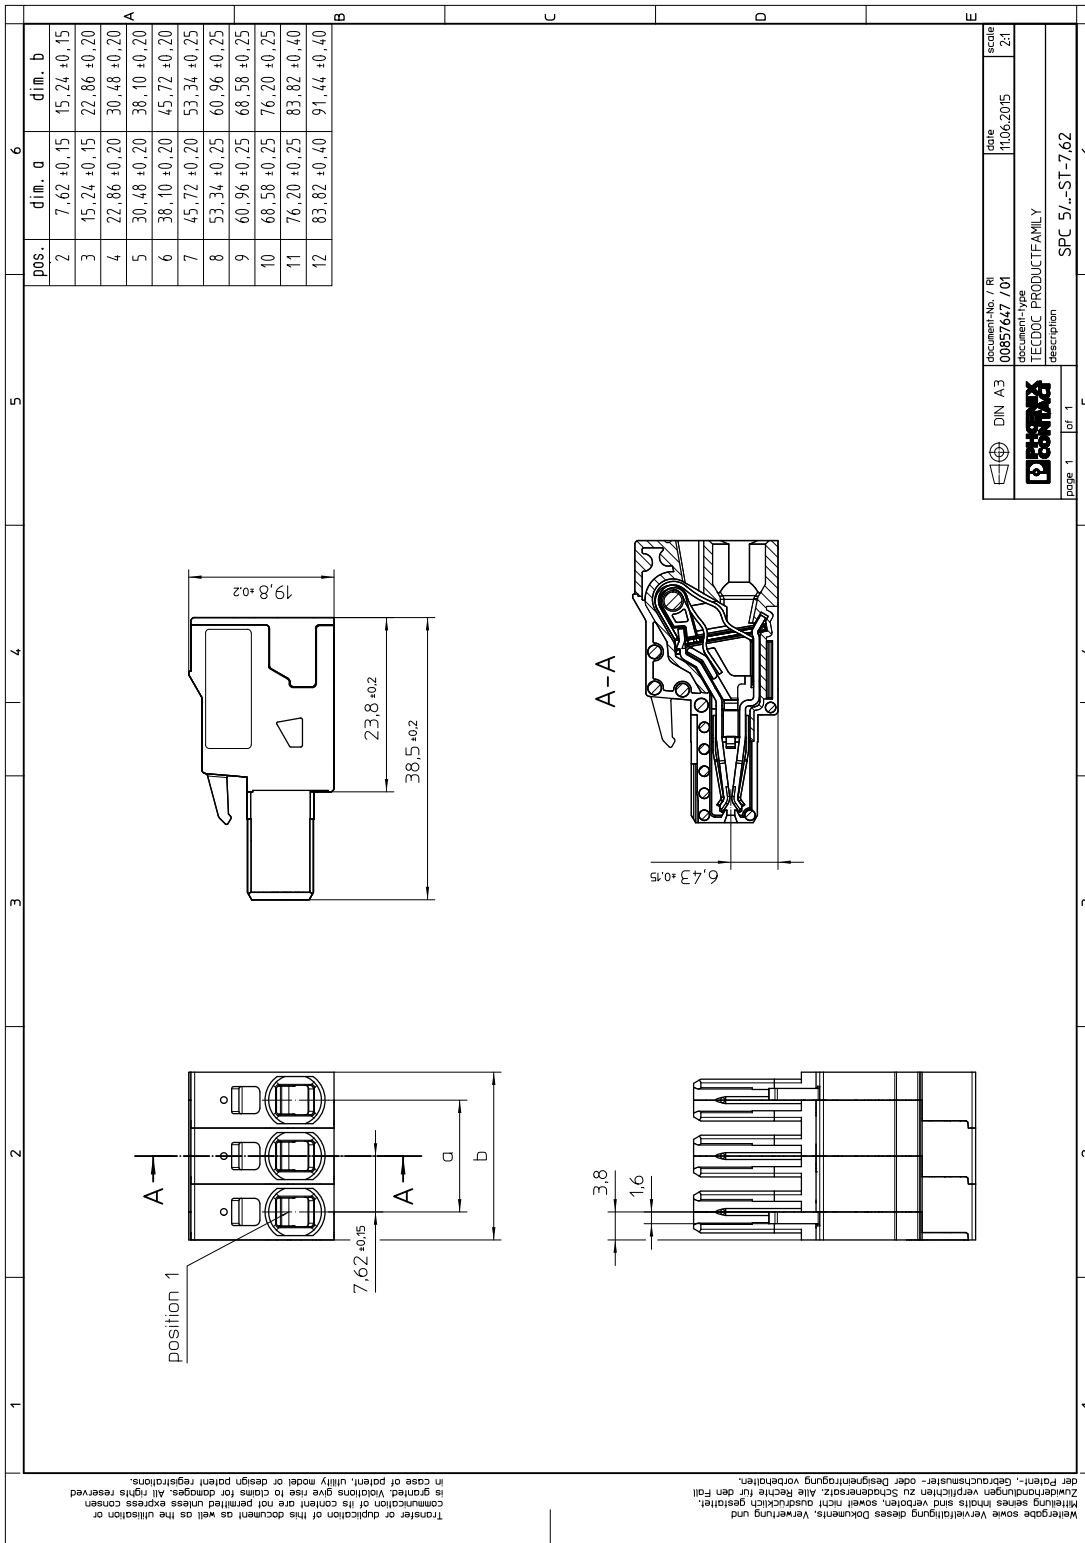 1
2
3
4
5
6
A
B
C
D
E
pos. dim. a dim. b
2 7,62 ±0,15 15,24 ±0,15
3 15,24 ±0,15 22,86 ±0,20
4 22,86 ±0,20 30,48 ±0,20
5 30,48 ±0,20 38,10 ±0,20
6 38,10 ±0,20 45,72 ±0,20
7 45,72 ±0,20 53,34 ±0,25
8 53,34 ±0,25 60,96 ±0,25
9 60,96 ±0,25 68,58 ±0,25
10 68,58 ±0,25 76,20 ±0,25
11 76,20 ±0,25 83,82 ±0,40
12 83,82 ±0,40 91,44 ±0,40
position 1
A
A
7,62 ±0,15
a
b
19,8 ±0,2
23,8 ±0,2
38,5 ±0,2
3,8
1,6
A-A
6,43 ±0,15
DIN A3
document-No. / RI
00857647 / 01
date
11.06.2015
scale
2:1
PHOENIX
CONTACT
document-type
TECDOC PRODUCTFAMILY
description
SPC 5/..-ST-7,62
page 1 of 1
Transfer or duplication of this document as well as the utilisation or
communication of its content are not permitted unless express consen
is granted. Violations give rise to claims for damages. All rights reserved
in case of patent, utility model or design patent registrations.
Weitergabe sowie Vervielfältigung dieses Dokuments, Verwertung und
Mitteilung seines Inhalts sind verboten, soweit nicht ausdrücklich gestattet.
Zuwiderhandlungen verpflichten zu Schadensersatz. Alle Rechte für den Fall
der Patent-, Gebrauchsmuster- oder Designeintragung vorbehalten.